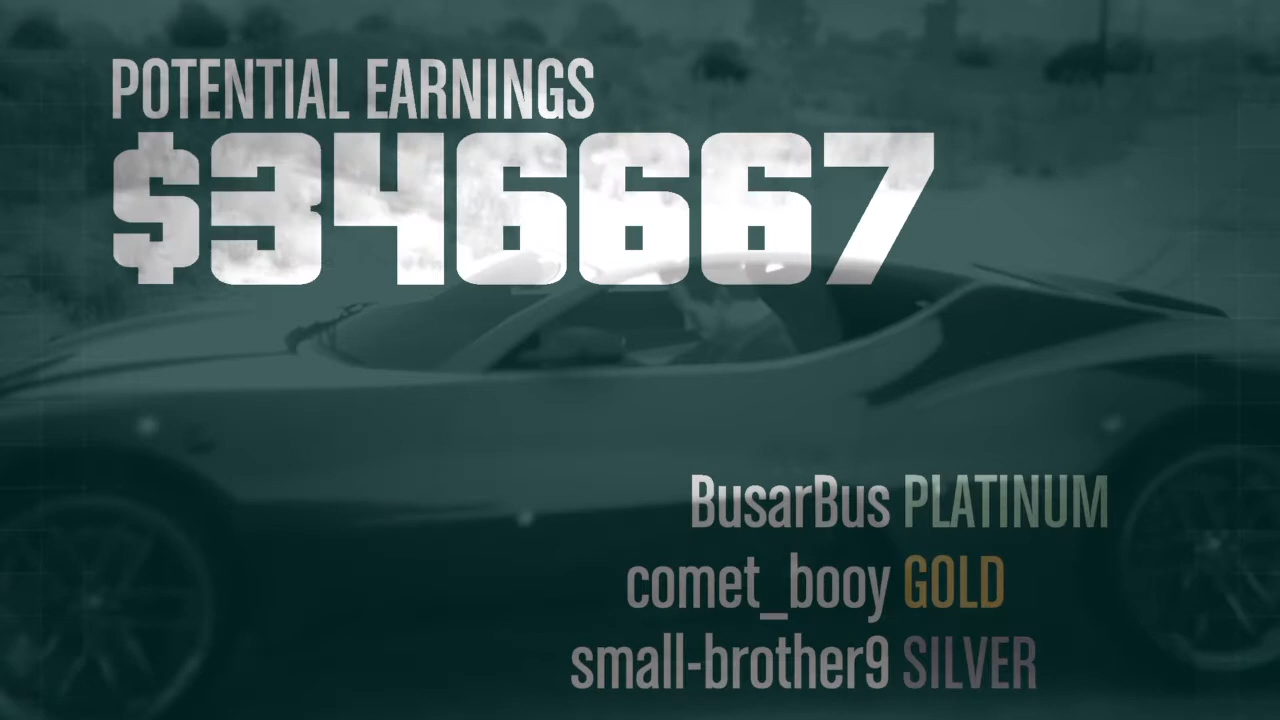 POTENTIAL EARNINGS
$346667
BusarBus PLATINUM
comet_booy GOLD
small-brother9 SILVER